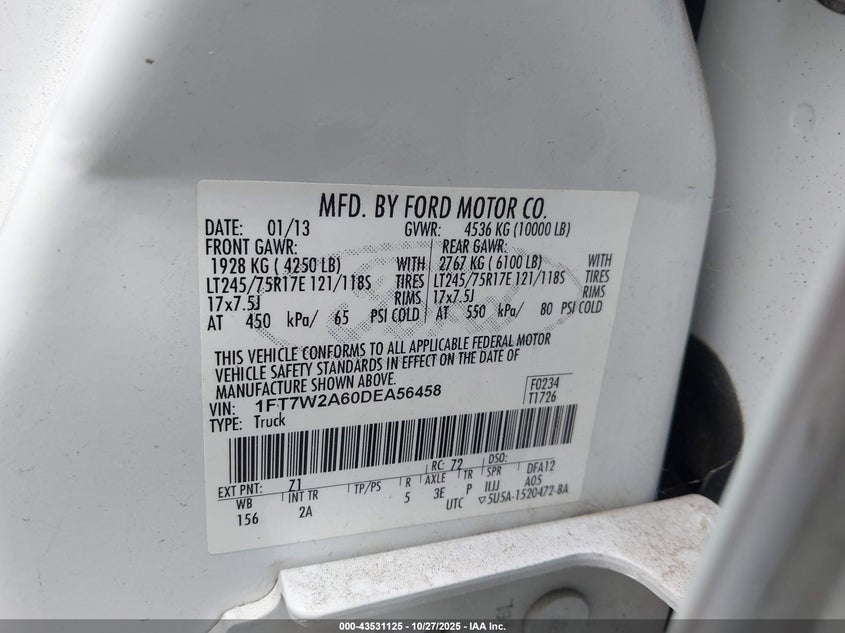 MFD. BY FORD MOTOR CO.
DATE: 01/13 GVWR: 4536 KG (10000 LB)
FRONT GAWR: REAR GAWR:
1928 KG ( 4250 LB) WITH 2767 KG ( 6100 LB) WITH
LT245/75R17E 121/118S TIRES LT245/75R17E 121/118S TIRES
17x7.5J RIMS 17x7.5J RIMS
AT 450 kPa/ 65 PSI COLD AT 550 kPa/ 80 PSI COLD
THIS VEHICLE CONFORMS TO ALL APPLICABLE FEDERAL MOTOR
VEHICLE SAFETY STANDARDS IN EFFECT ON THE DATE OF
MANUFACTURE SHOWN ABOVE.
VIN: 1FT7W2A60DEA56458 F0234
TYPE: Truck T1726
EXT PNT: Z1 RC: 72 DSO:
WB INT TR TP/PS R AXLE TR SPR DFA12
156 2A 5 3E P IIJJ A05
UTC ▽5U5A-1520472-BA
000-43531125 - 10/27/2025 - IAA Inc.